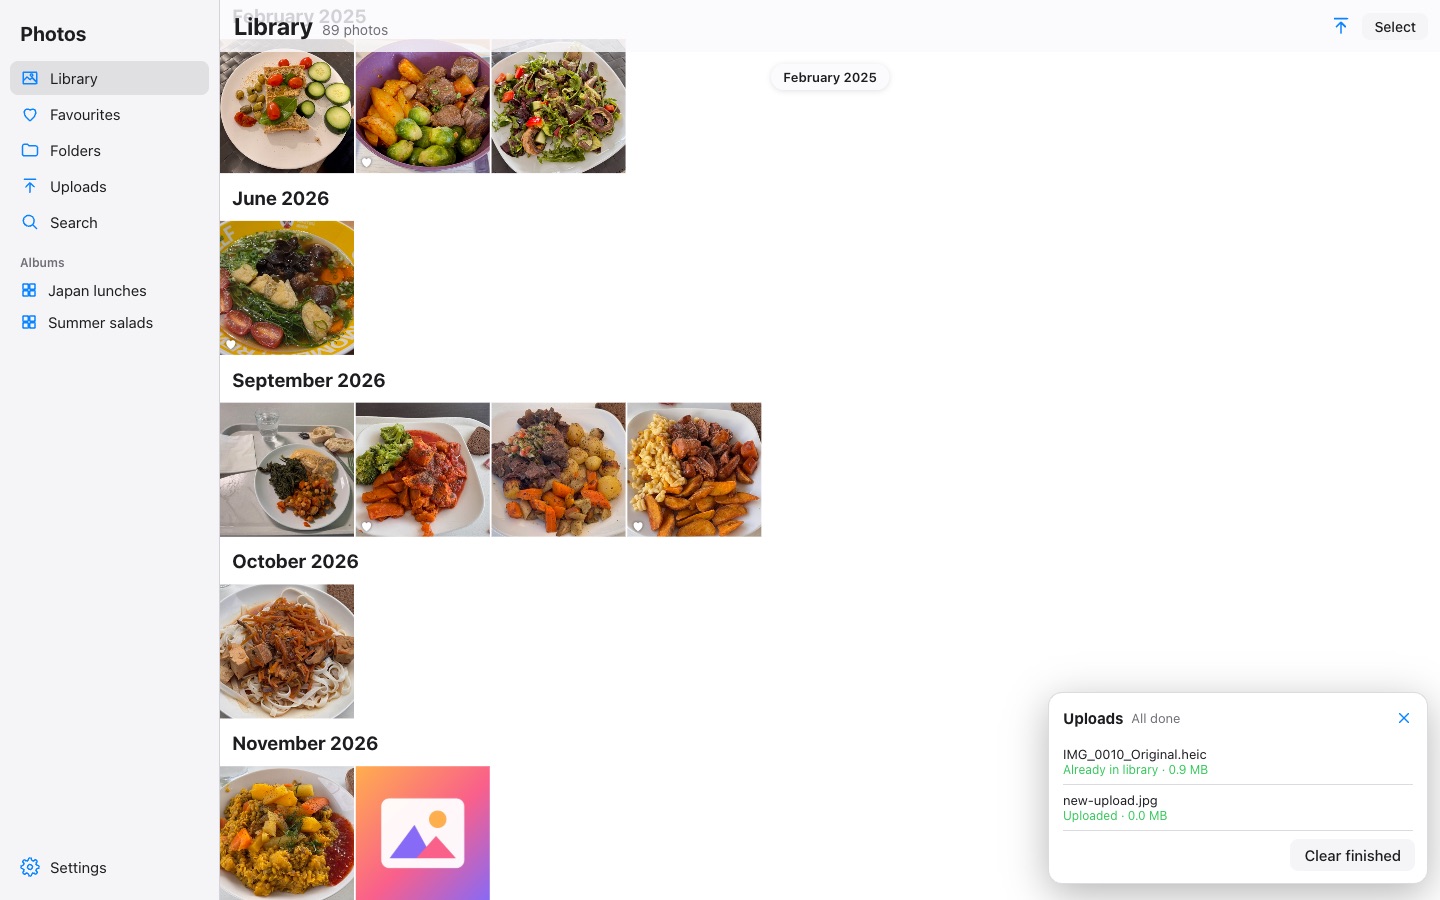 Photos
Library
Favourites
Folders
Uploads
Search
Albums
Japan lunches
Summer salads
Settings
February 2025
Library 89 photos
Select
February 2025
June 2026
September 2026
October 2026
November 2026
Uploads All done
IMG_0010_Original.heic
Already in library · 0.9 MB
new-upload.jpg
Uploaded · 0.0 MB
Clear finished